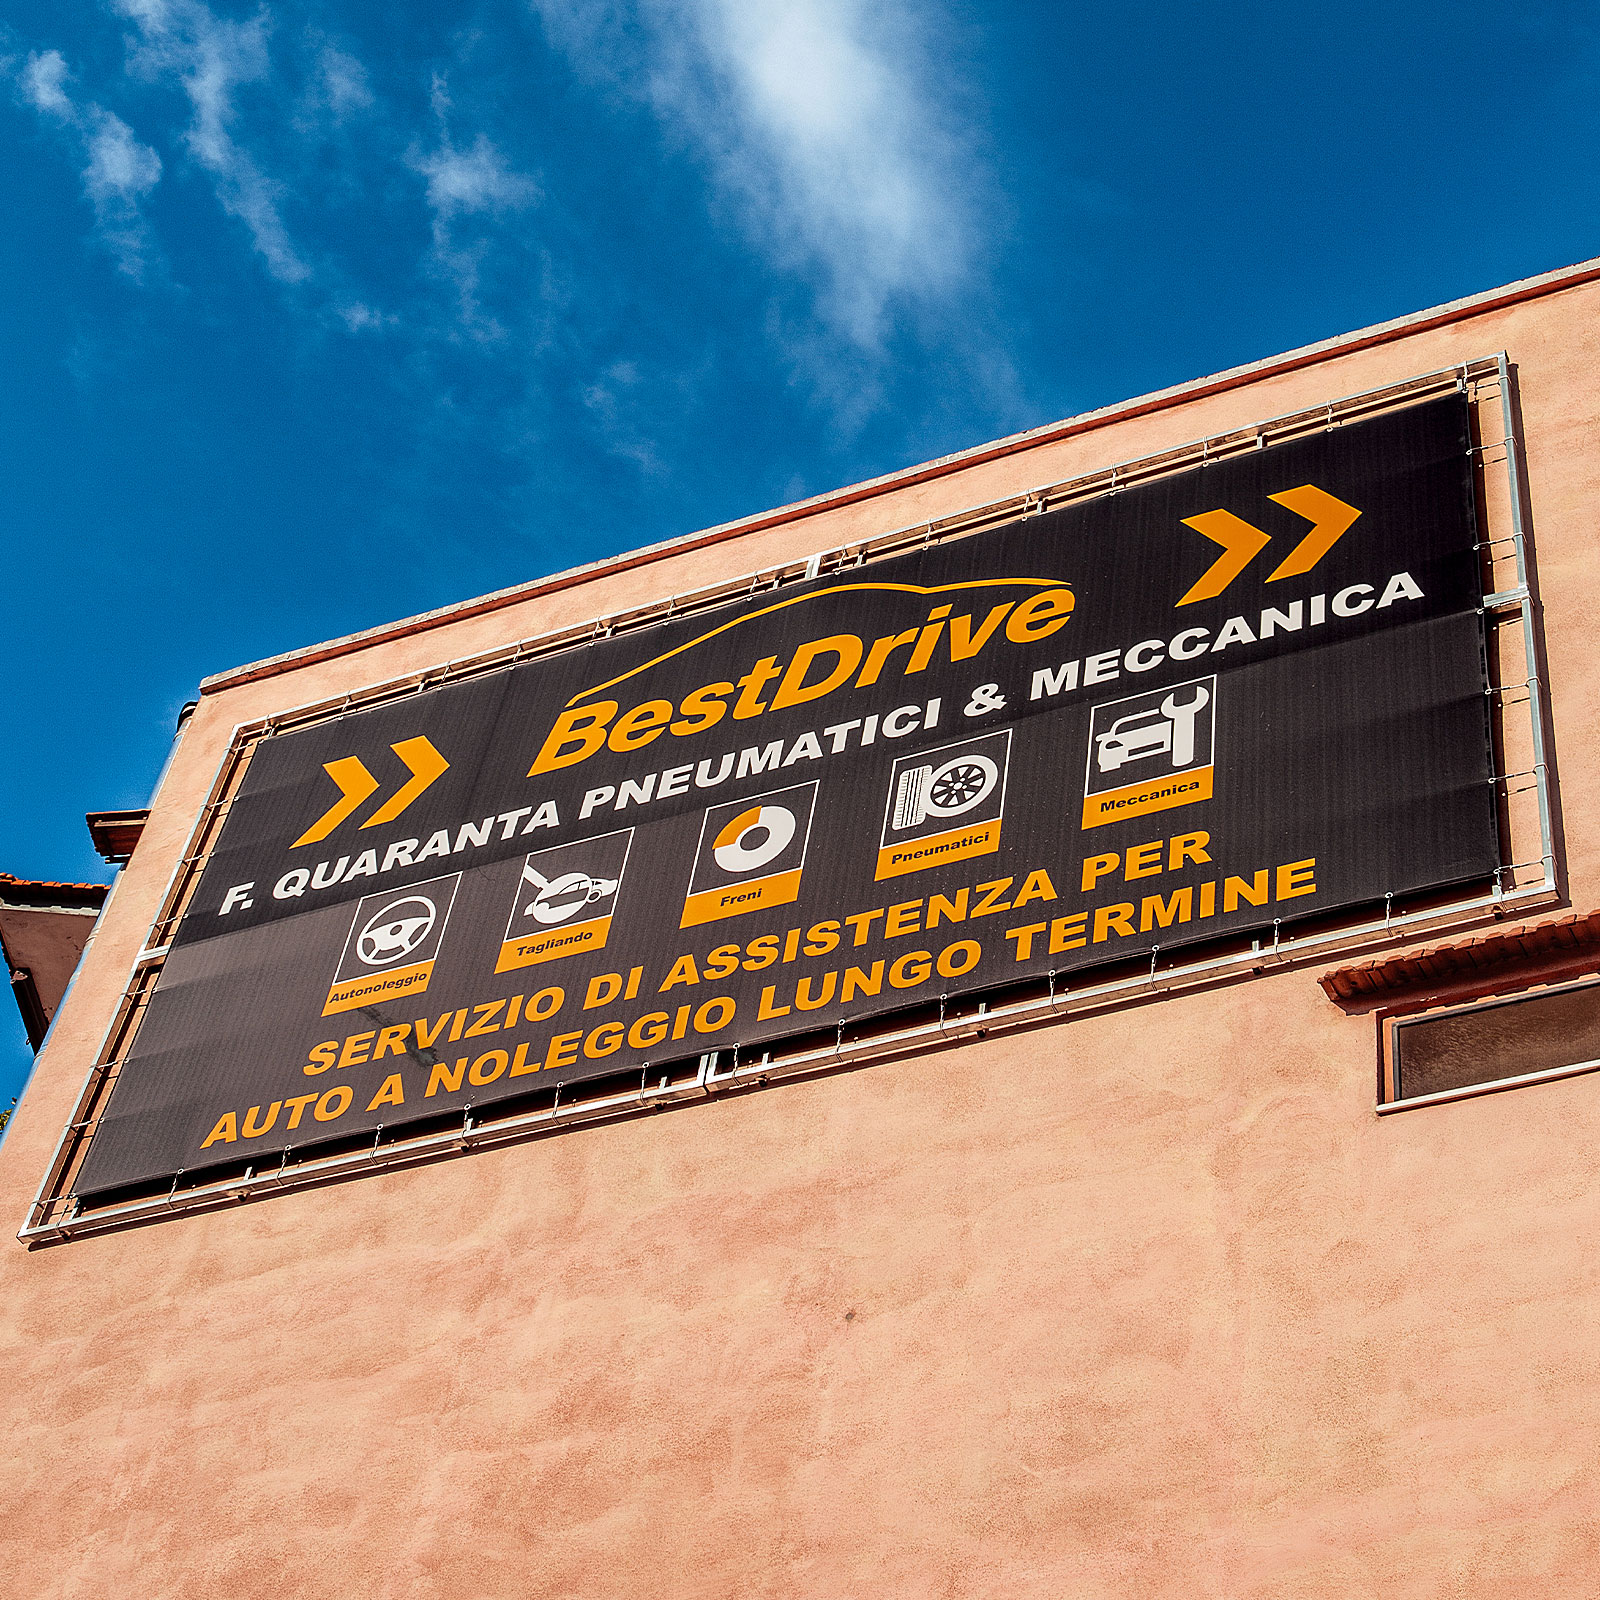 BestDrive
F. QUARANTA PNEUMATICI & MECCANICA
Autonoleggio
Tagliando
Freni
Pneumatici
Meccanica
SERVIZIO DI ASSISTENZA PER
AUTO A NOLEGGIO LUNGO TERMINE